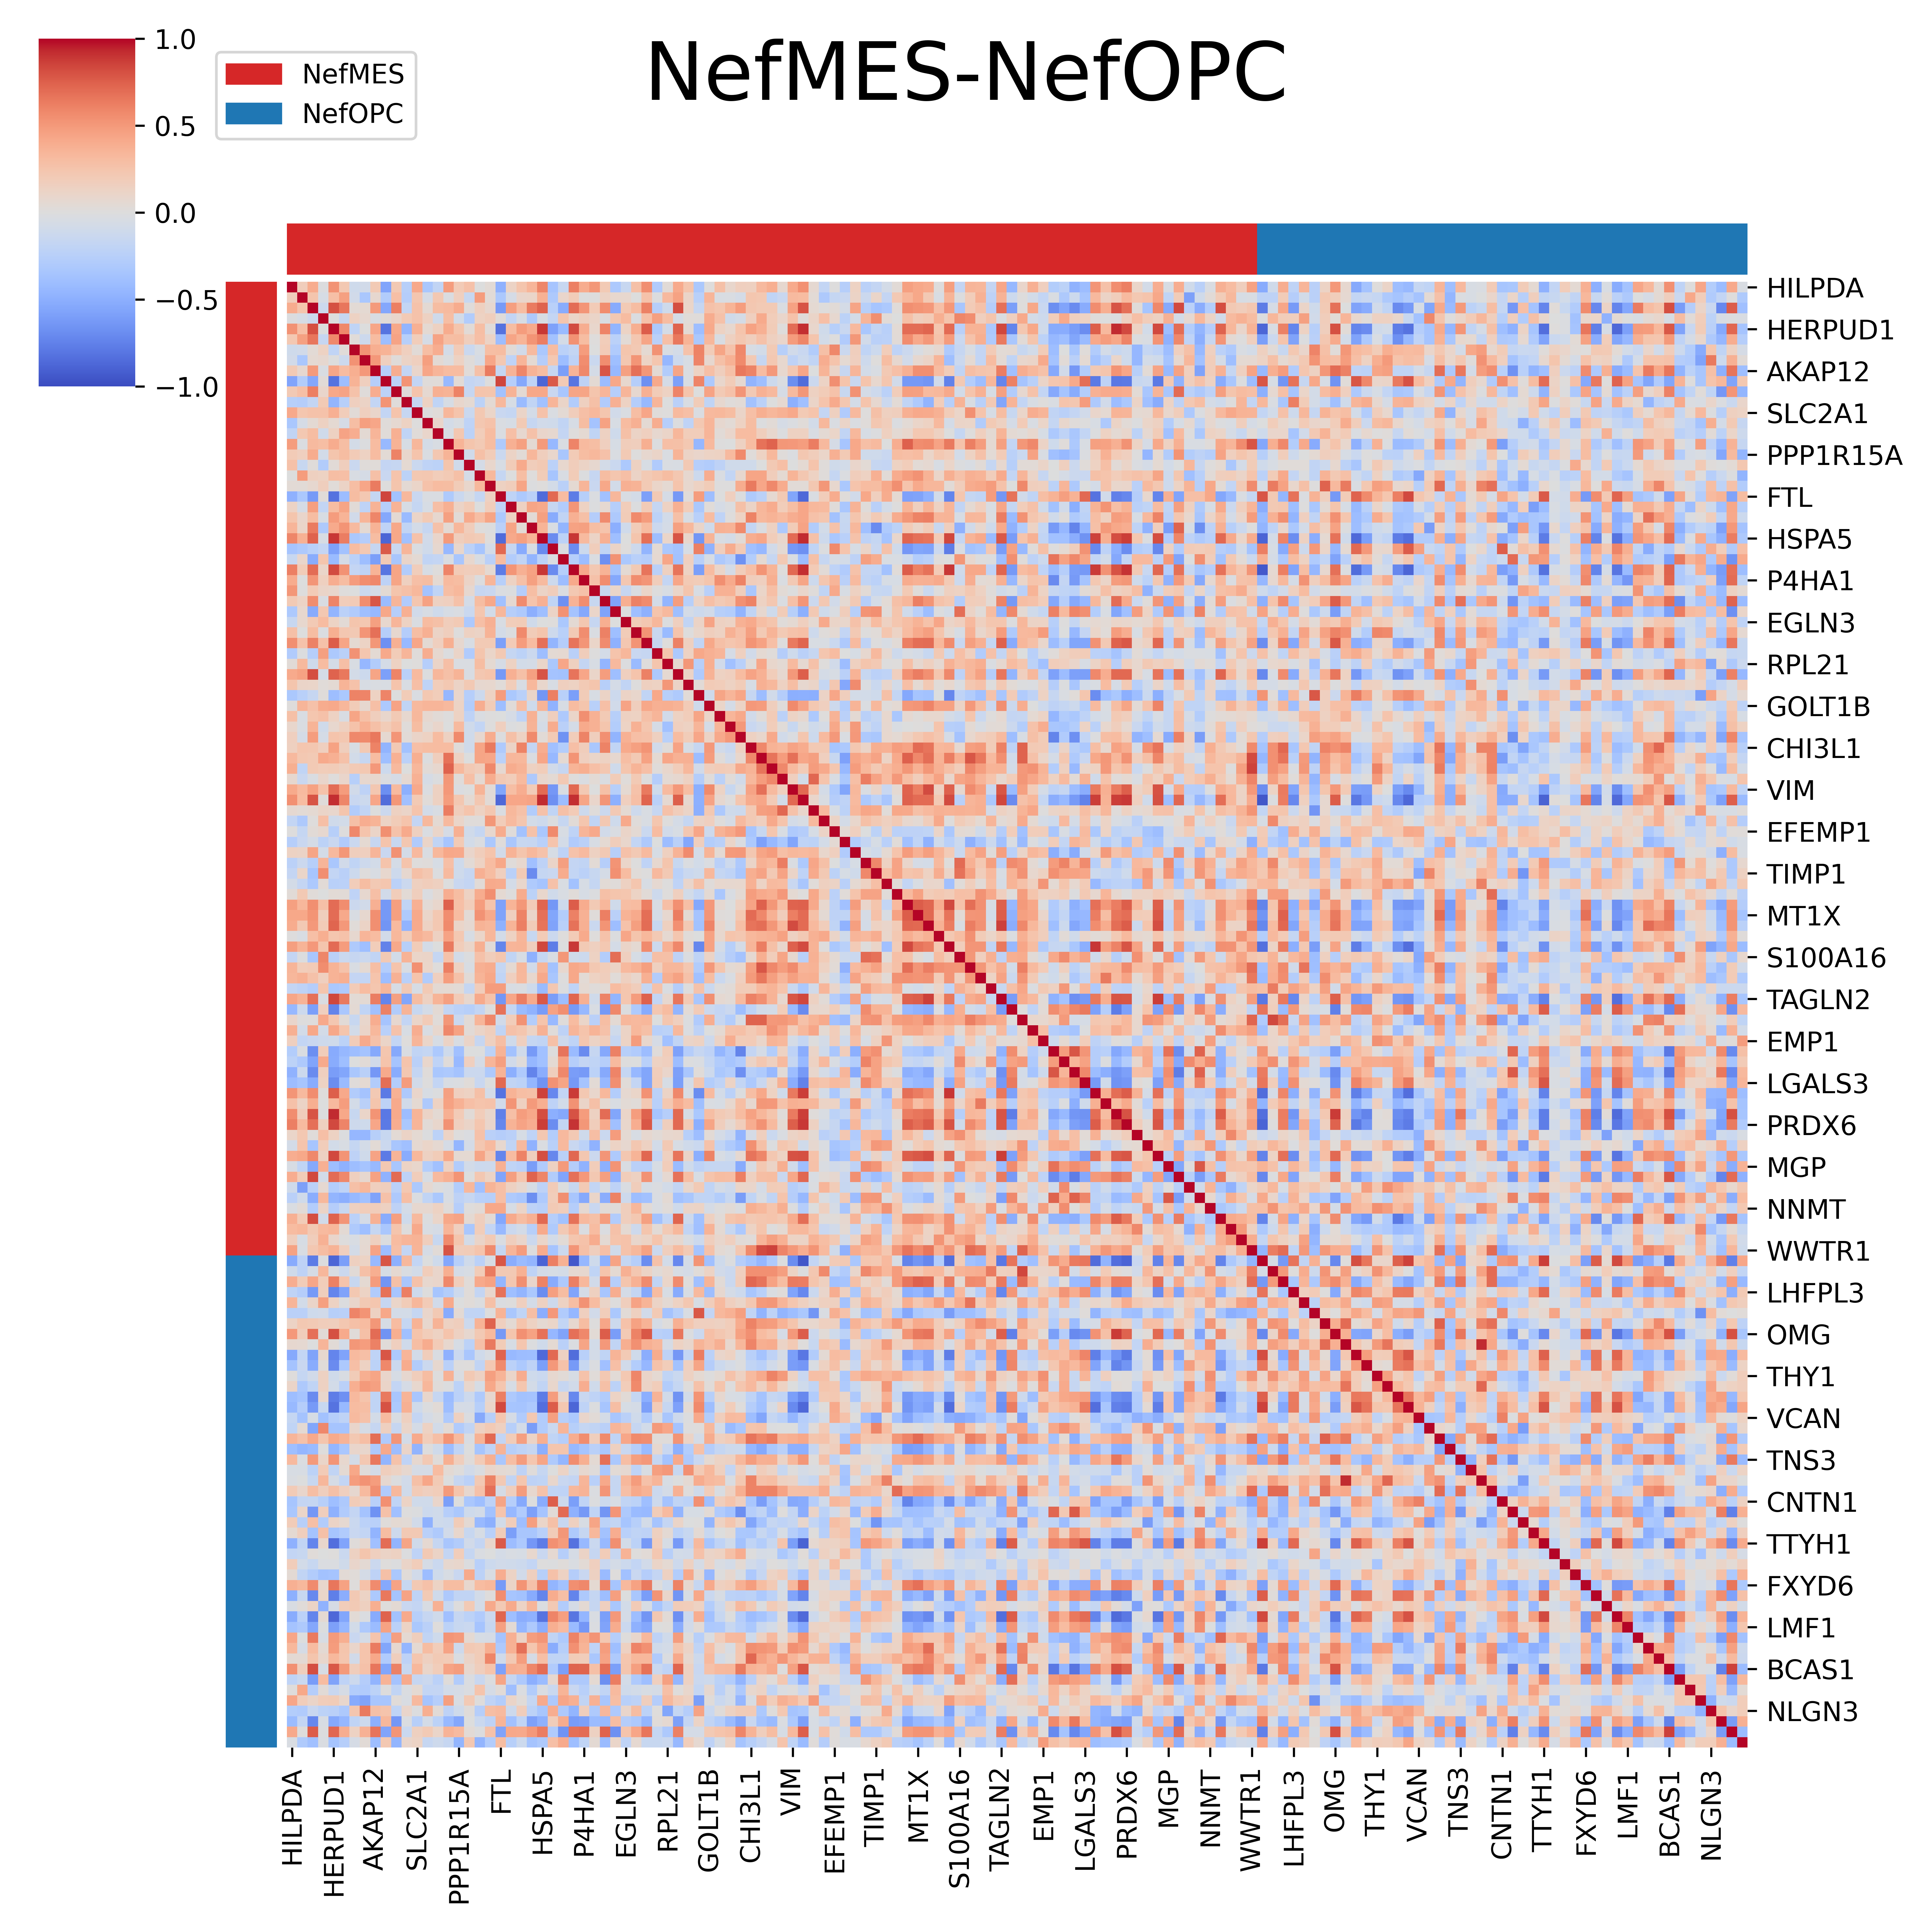 NefMES-NefOPC
1.0
0.5
0.0
−0.5
−1.0
NefMES
NefOPC
HILPDA
HERPUD1
AKAP12
SLC2A1
PPP1R15A
FTL
HSPA5
P4HA1
EGLN3
RPL21
GOLT1B
CHI3L1
VIM
EFEMP1
TIMP1
MT1X
S100A16
TAGLN2
EMP1
LGALS3
PRDX6
MGP
NNMT
WWTR1
LHFPL3
OMG
THY1
VCAN
TNS3
CNTN1
TTYH1
FXYD6
LMF1
BCAS1
NLGN3
HILPDA
HERPUD1
AKAP12
SLC2A1
PPP1R15A
FTL
HSPA5
P4HA1
EGLN3
RPL21
GOLT1B
CHI3L1
VIM
EFEMP1
TIMP1
MT1X
S100A16
TAGLN2
EMP1
LGALS3
PRDX6
MGP
NNMT
WWTR1
LHFPL3
OMG
THY1
VCAN
TNS3
CNTN1
TTYH1
FXYD6
LMF1
BCAS1
NLGN3